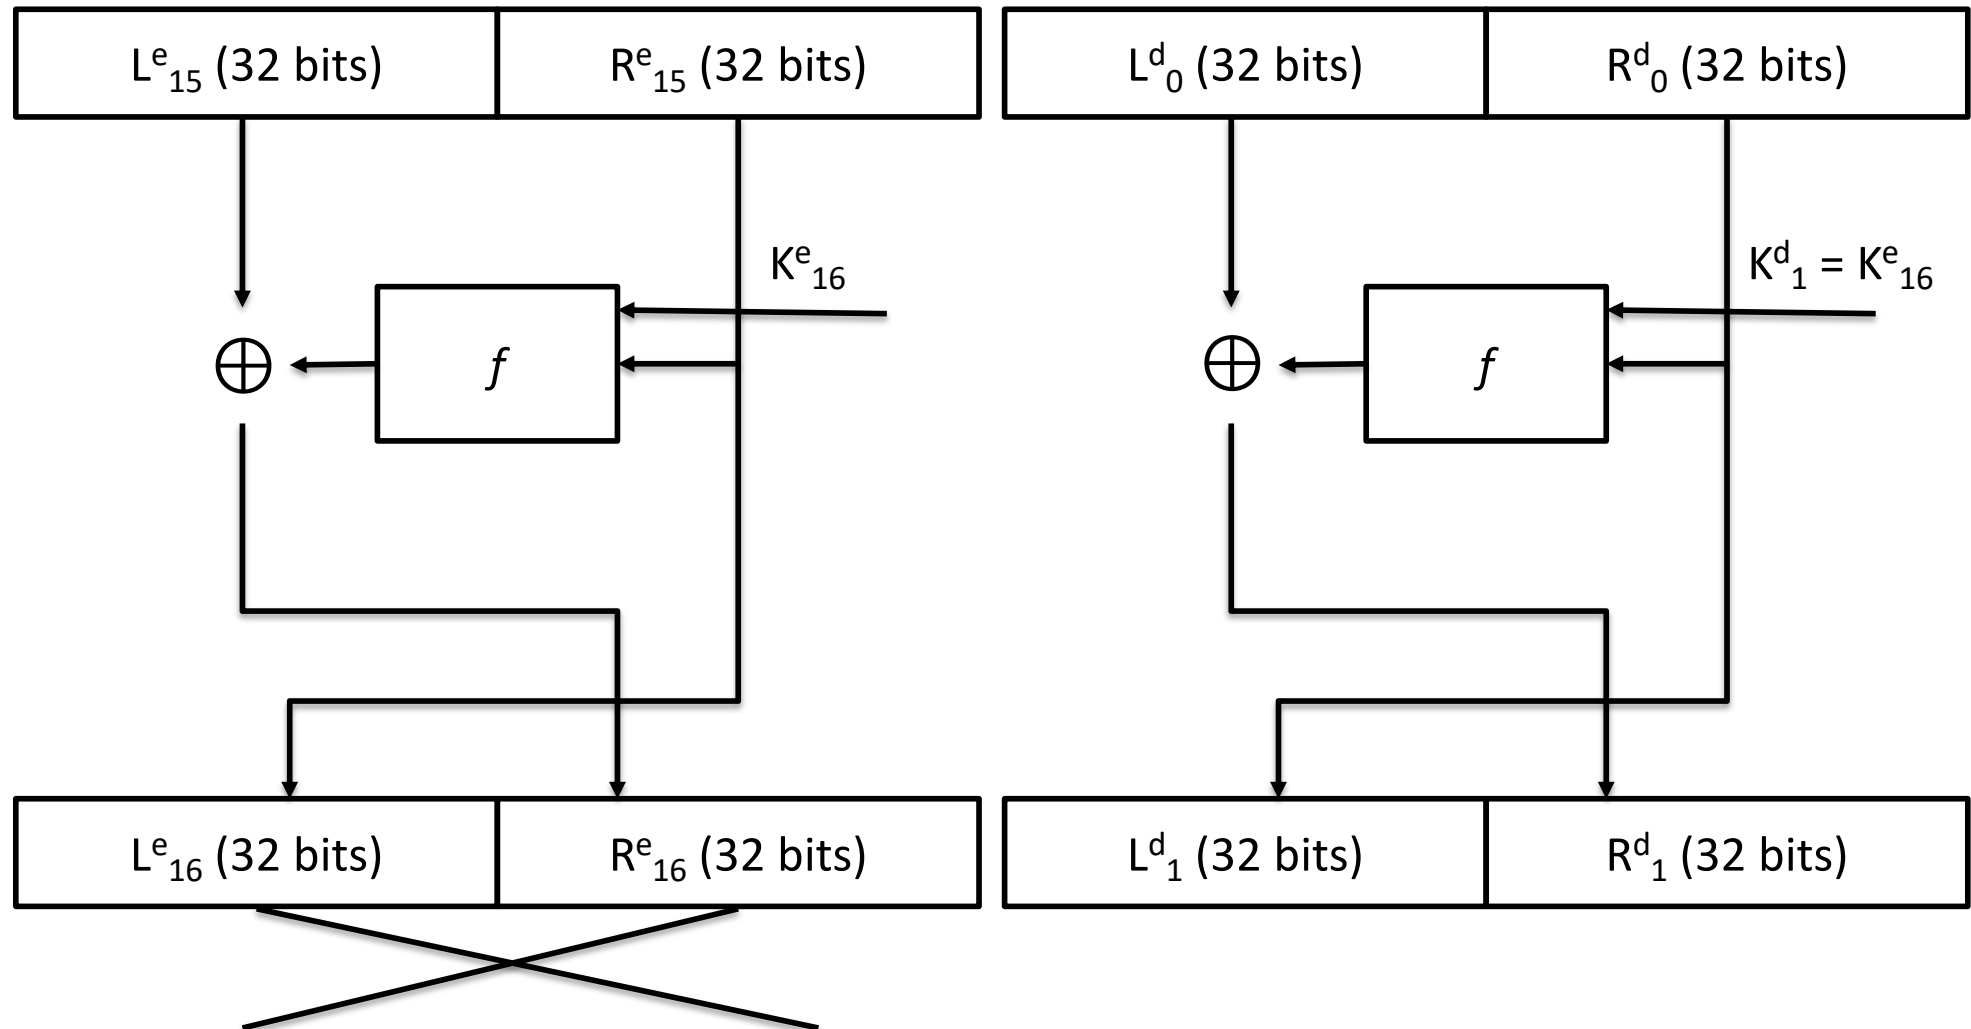 Lᵉ₁₅ (32 bits) Rᵉ₁₅ (32 bits) Lᵈ₀ (32 bits) Rᵈ₀ (32 bits)
Kᵉ₁₆ Kᵈ₁ = Kᵉ₁₆
f f
Lᵉ₁₆ (32 bits) Rᵉ₁₆ (32 bits) Lᵈ₁ (32 bits) Rᵈ₁ (32 bits)